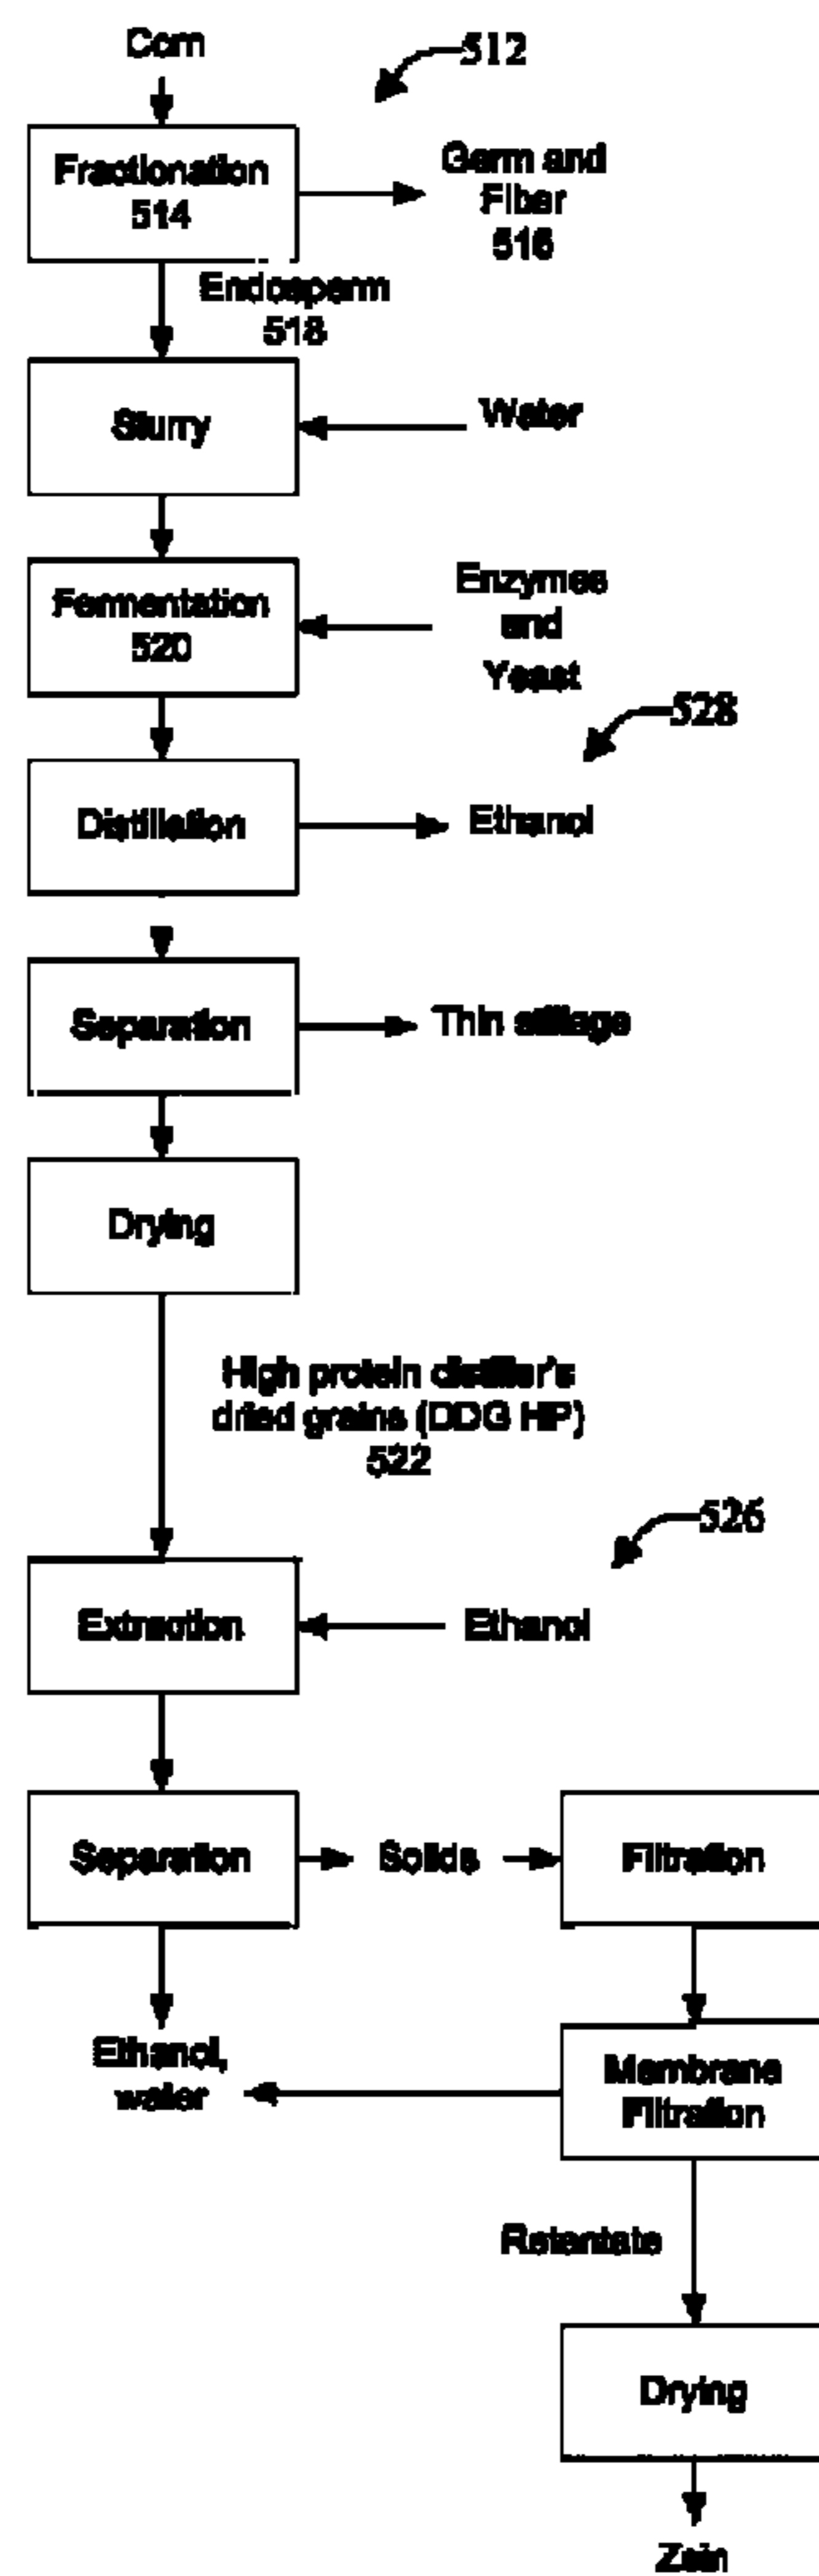 Corn
512
Fractionation
514
Germ and
Fiber
516
Endosperm
518
Slurry
Water
Fermentation
520
Enzymes
and
Yeast
528
Distillation
Ethanol
Separation
Thin stillage
Drying
High protein distiller's
dried grains (DDG HP)
522
526
Extraction
Ethanol
Separation
Solids
Filtration
Ethanol,
water
Membrane
Filtration
Retentate
Drying
Zein